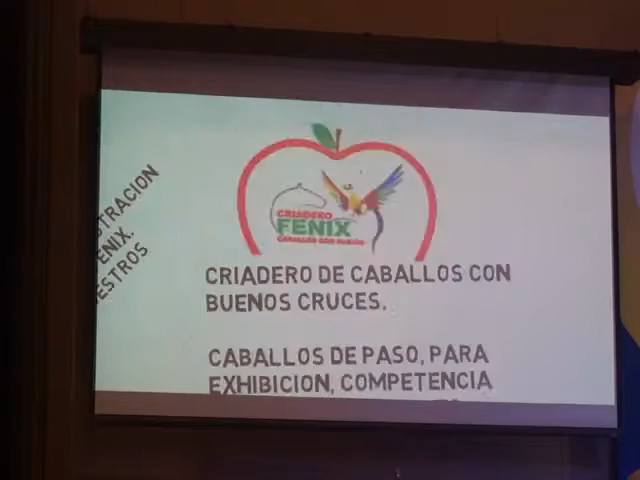 CRIADERO
FENIX
CRIADERO DE CABALLOS CON
BUENOS CRUCES.
CABALLOS DE PASO, PARA
EXHIBICION, COMPETENCIA